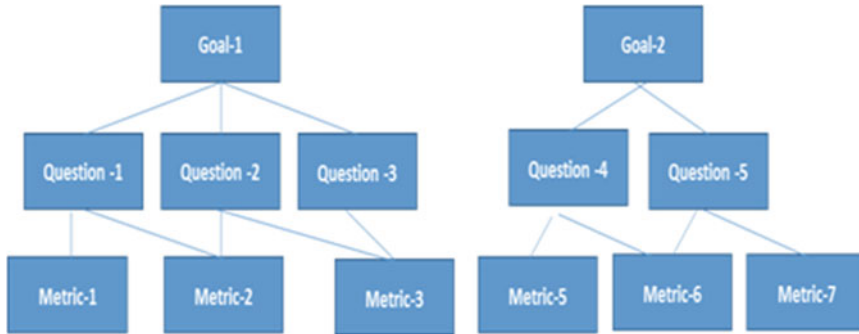 Goal-1
Goal-2
Question -1
Question -2
Question -3
Question -4
Question -5
Metric-1
Metric-2
Metric-3
Metric-5
Metric-6
Metric-7